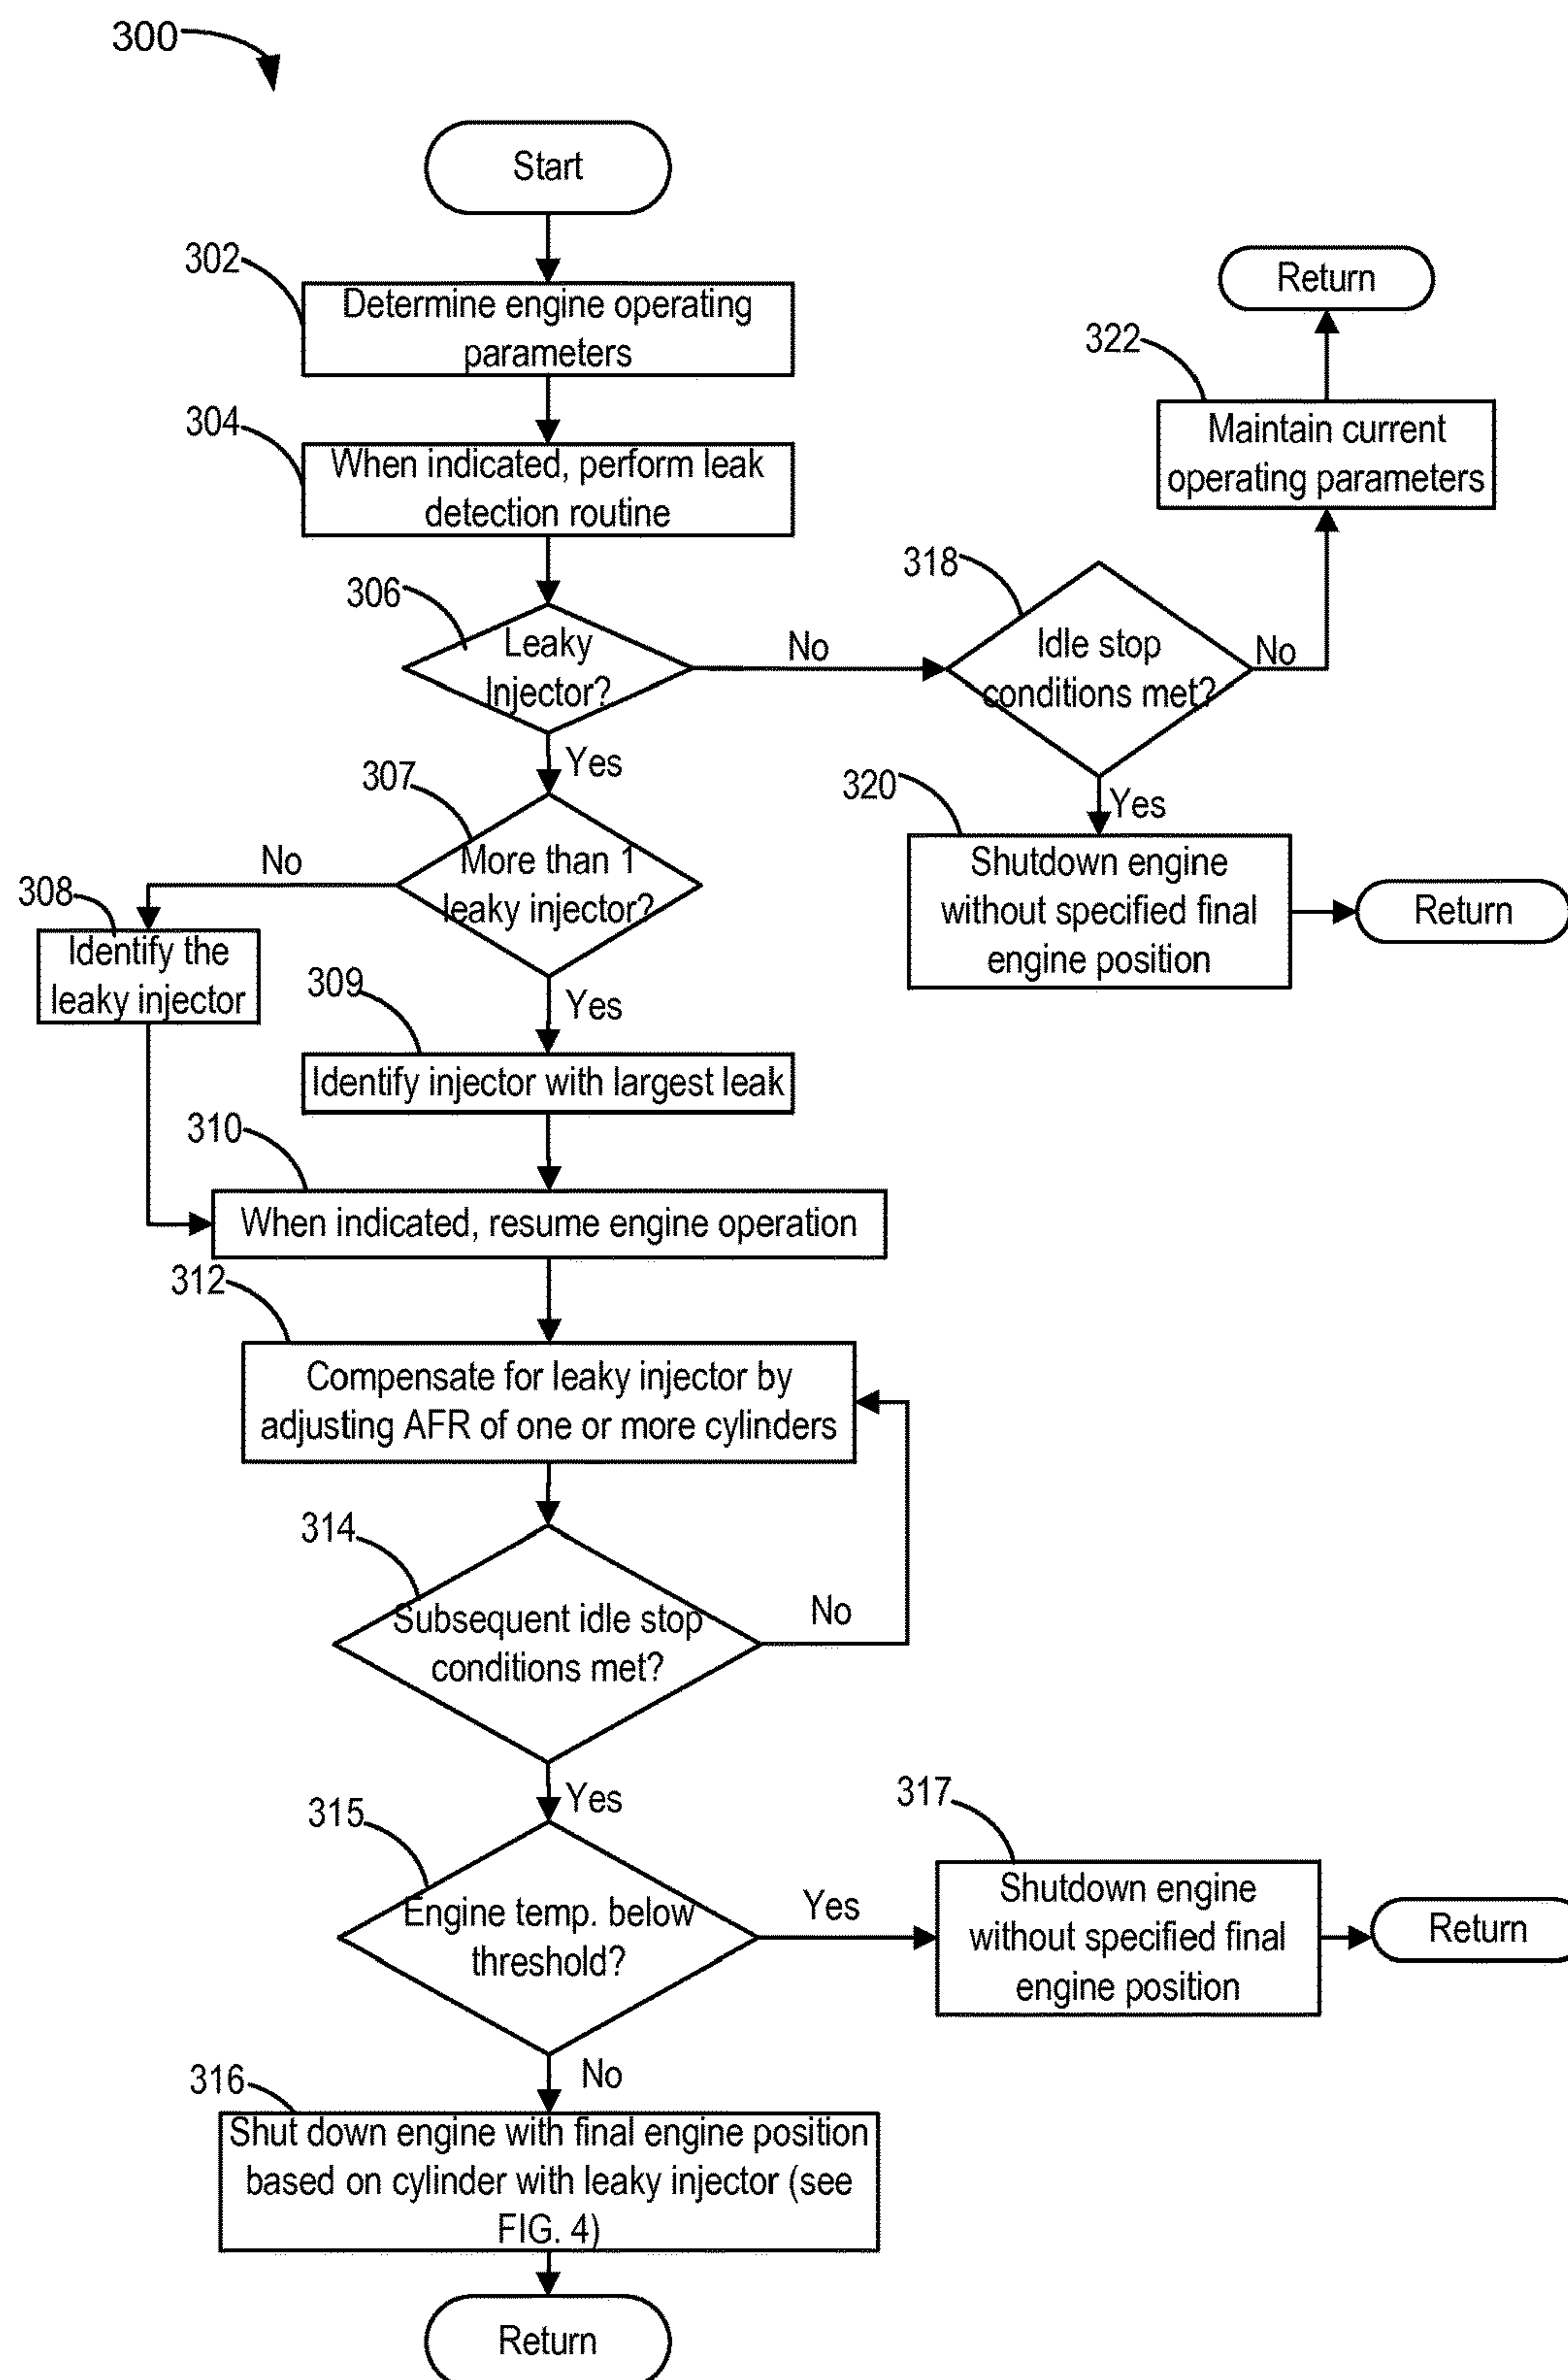 300
Start
302
Determine engine operating
parameters
304
When indicated, perform leak
detection routine
306
Leaky
Injector?
No
318
Idle stop
conditions met?
No
322
Maintain current
operating parameters
Return
Yes
320
Shutdown engine
without specified final
engine position
Return
Yes
307
More than 1
leaky injector?
No
308
Identify the
leaky injector
Yes
309
Identify injector with largest leak
310
When indicated, resume engine operation
312
Compensate for leaky injector by
adjusting AFR of one or more cylinders
314
Subsequent idle stop
conditions met?
No
Yes
315
Engine temp. below
threshold?
Yes
317
Shutdown engine
without specified final
engine position
Return
No
316
Shut down engine with final engine position
based on cylinder with leaky injector (see
FIG. 4)
Return